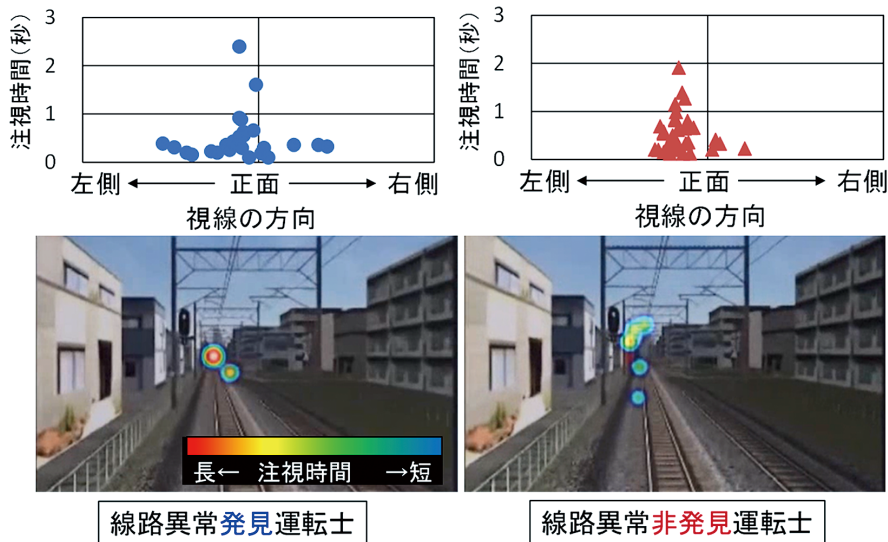 3
2
1
0
注視時間(秒)
左側 ← 正面 → 右側
視線の方向
3
2
1
0
注視時間(秒)
左側 ← 正面 → 右側
視線の方向
長← 注視時間 →短
線路異常発見運転士
線路異常非発見運転士